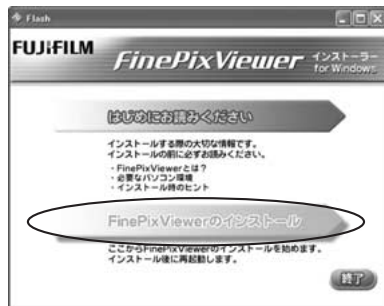 Flash
FUJIFILM
FinePixViewer インストーラー
for Windows
はじめにお読みください
インストールする際の大切な情報です。
インストールの前に必ずお読みください。
・FinePixViewerとは？
・必要なパソコン環境
・インストール時のヒント
FinePixViewerのインストール
ここからFinePixViewerのインストールを始めます。
インストール後に再起動します。
終了